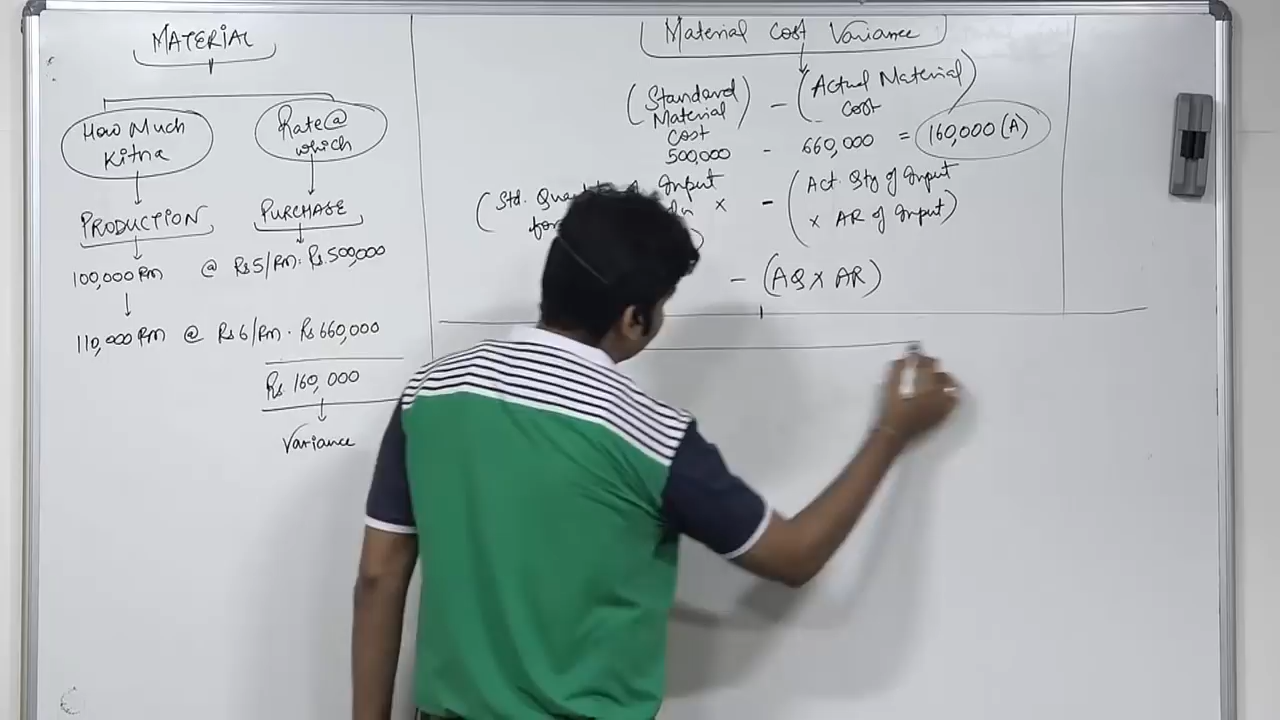 MATERIAL
How Much
Kitna
Rate@
which
PRODUCTION
PURCHASE
100,000 RM @ Rs 5/RM . Rs. 500,000
110,000 RM @ Rs 6/RM . Rs 660,000
Rs 160,000
Variance
Material Cost Variance
(Standard
Material
Cost) - (Actual Material
Cost)
500,000 - 660,000 = 160,000 (A)
(Std. Input
for × - (Act. Qty of Input
× AR of Input)
- (AQ × AR)